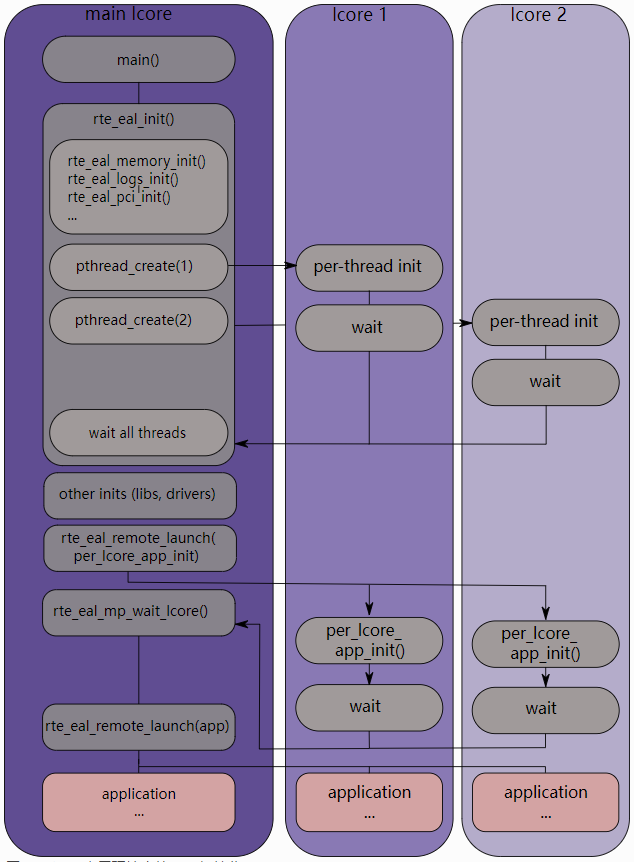 main lcore
lcore 1
lcore 2
main()
rte_eal_init()
rte_eal_memory_init()
rte_eal_logs_init()
rte_eal_pci_init()
...
pthread_create(1)
per-thread init
pthread_create(2)
wait
per-thread init
wait
wait all threads
other inits (libs, drivers)
rte_eal_remote_launch(
per_lcore_app_init)
rte_eal_mp_wait_lcore()
per_lcore_
app_init()
per_lcore_
app_init()
wait
wait
rte_eal_remote_launch(app)
application
...
application
...
application
...